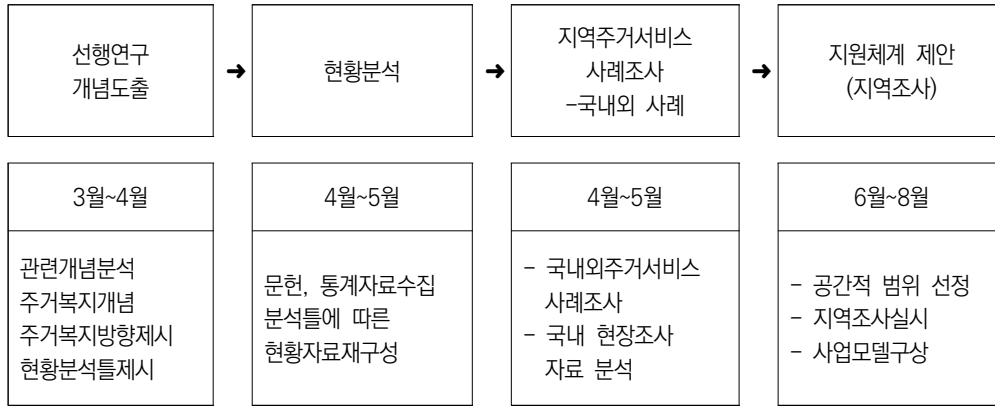 선행연구
개념도출
➜
현황분석
➜
지역주거서비스
사례조사
-국내외 사례
➜
지원체계 제안
(지역조사)
3월~4월
4월~5월
4월~5월
6월~8월
관련개념분석
주거복지개념
주거복지방향제시
현황분석틀제시
문헌, 통계자료수집
분석틀에 따른
현황자료재구성
- 국내외주거서비스
사례조사
- 국내 현장조사
자료 분석
- 공간적 범위 선정
- 지역조사실시
- 사업모델구상